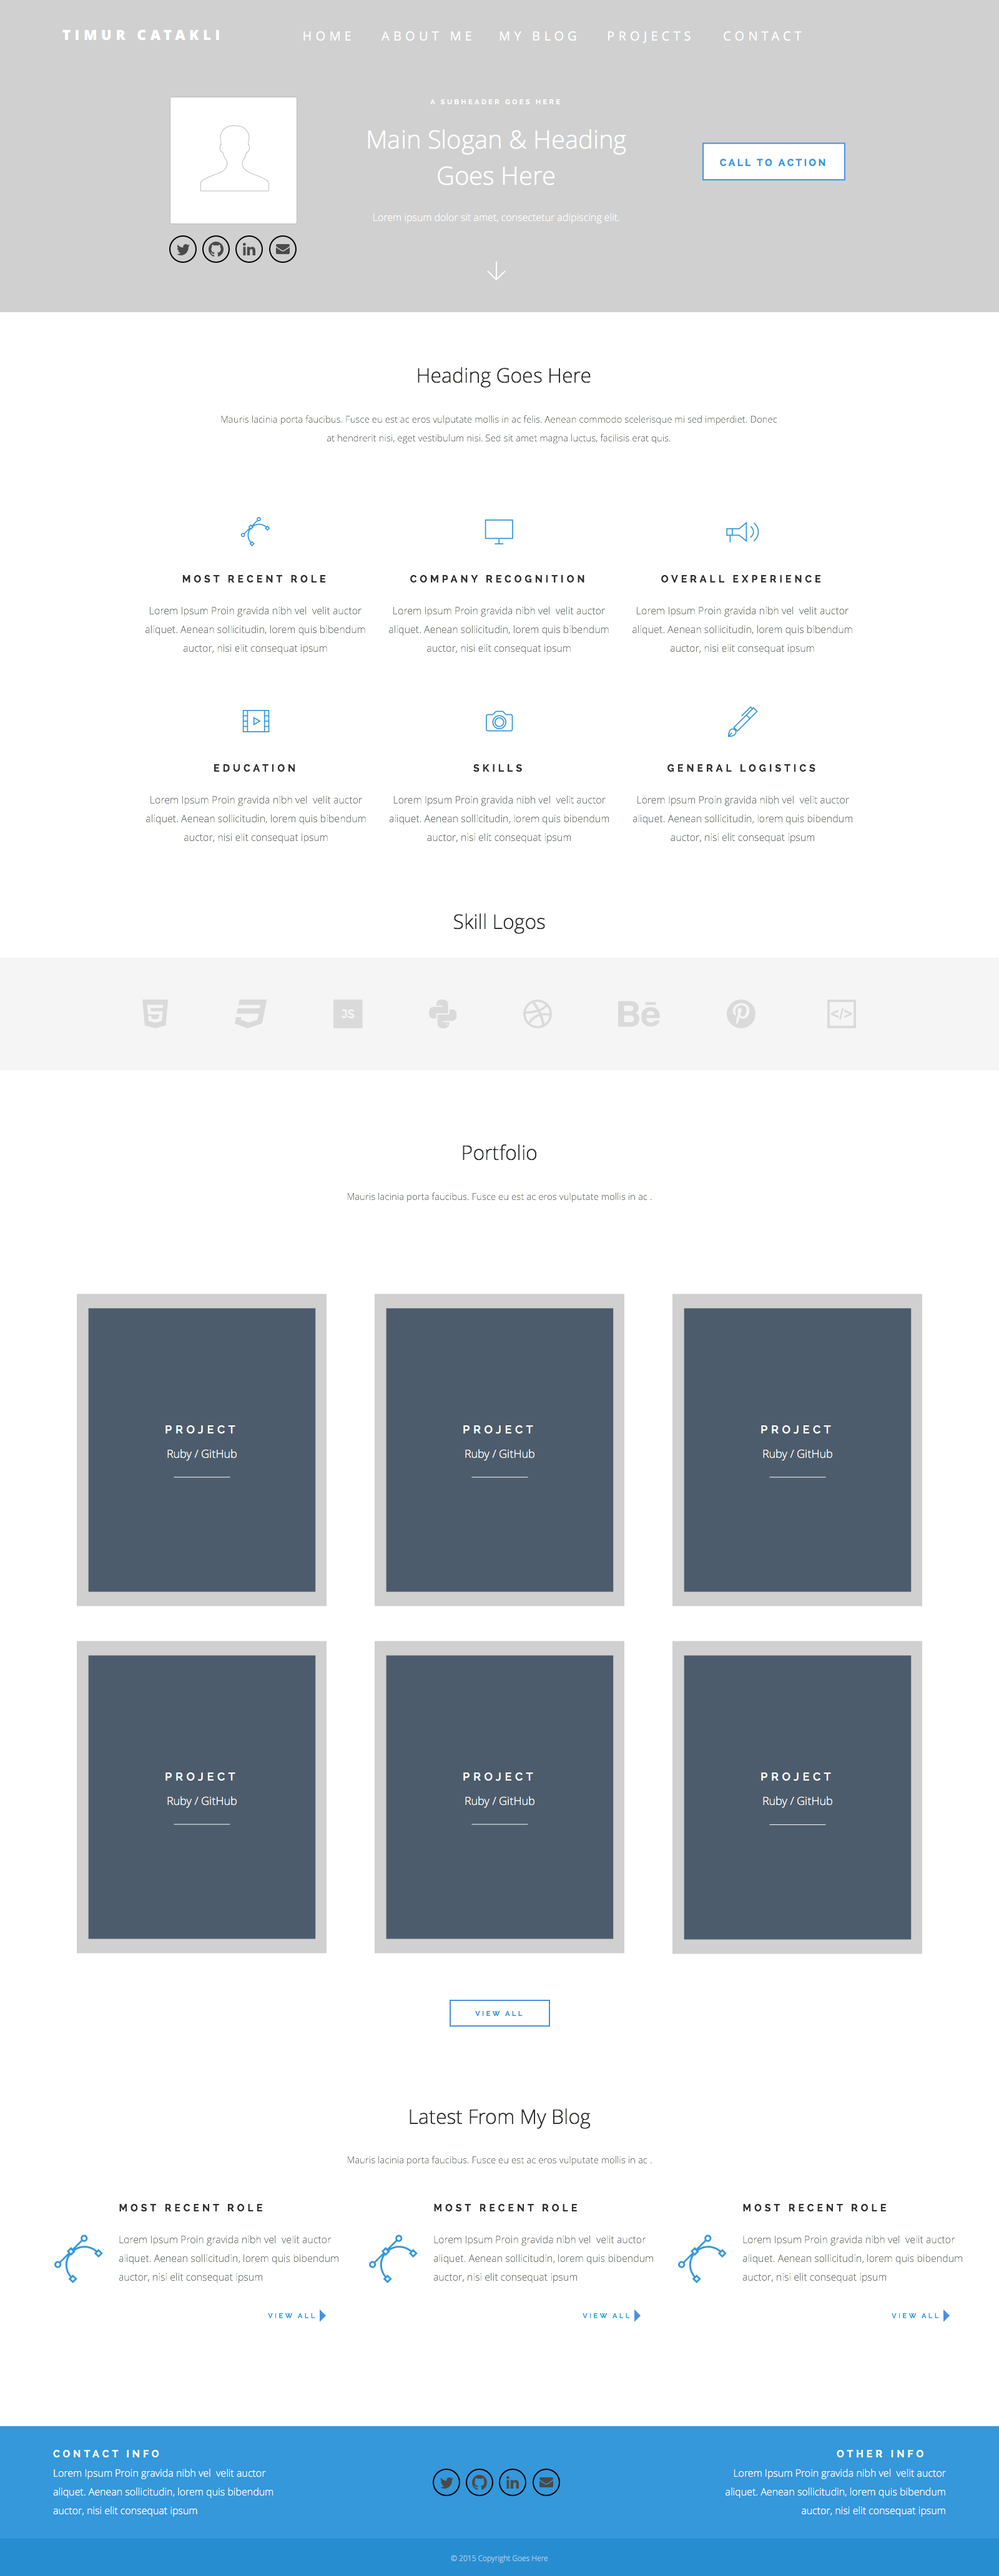 TIMUR CATAKLI
HOME ABOUT ME MY BLOG PROJECTS CONTACT
A SUBHEADER GOES HERE
Main Slogan & Heading
Goes Here
Lorem ipsum dolor sit amet, consectetur adipiscing elit.
CALL TO ACTION
Heading Goes Here
Mauris lacinia porta faucibus. Fusce eu est ac eros vulputate mollis in ac felis. Aenean commodo scelerisque mi sed imperdiet. Donec
at hendrerit nisi, eget vestibulum nisi. Sed sit amet magna luctus, facilisis erat quis.
MOST RECENT ROLE
Lorem Ipsum Proin gravida nibh vel velit auctor
aliquet. Aenean sollicitudin, lorem quis bibendum
auctor, nisi elit consequat ipsum
COMPANY RECOGNITION
Lorem Ipsum Proin gravida nibh vel velit auctor
aliquet. Aenean sollicitudin, lorem quis bibendum
auctor, nisi elit consequat ipsum
OVERALL EXPERIENCE
Lorem Ipsum Proin gravida nibh vel velit auctor
aliquet. Aenean sollicitudin, lorem quis bibendum
auctor, nisi elit consequat ipsum
EDUCATION
Lorem Ipsum Proin gravida nibh vel velit auctor
aliquet. Aenean sollicitudin, lorem quis bibendum
auctor, nisi elit consequat ipsum
SKILLS
Lorem Ipsum Proin gravida nibh vel velit auctor
aliquet. Aenean sollicitudin, lorem quis bibendum
auctor, nisi elit consequat ipsum
GENERAL LOGISTICS
Lorem Ipsum Proin gravida nibh vel velit auctor
aliquet. Aenean sollicitudin, lorem quis bibendum
auctor, nisi elit consequat ipsum
Skill Logos
JS Bē </>
Portfolio
Mauris lacinia porta faucibus. Fusce eu est ac eros vulputate mollis in ac .
PROJECT
Ruby / GitHub
PROJECT
Ruby / GitHub
PROJECT
Ruby / GitHub
PROJECT
Ruby / GitHub
PROJECT
Ruby / GitHub
PROJECT
Ruby / GitHub
VIEW ALL
Latest From My Blog
Mauris lacinia porta faucibus. Fusce eu est ac eros vulputate mollis in ac .
MOST RECENT ROLE
Lorem Ipsum Proin gravida nibh vel velit auctor
aliquet. Aenean sollicitudin, lorem quis bibendum
auctor, nisi elit consequat ipsum
VIEW ALL
MOST RECENT ROLE
Lorem Ipsum Proin gravida nibh vel velit auctor
aliquet. Aenean sollicitudin, lorem quis bibendum
auctor, nisi elit consequat ipsum
VIEW ALL
MOST RECENT ROLE
Lorem Ipsum Proin gravida nibh vel velit auctor
aliquet. Aenean sollicitudin, lorem quis bibendum
auctor, nisi elit consequat ipsum
VIEW ALL
CONTACT INFO
Lorem Ipsum Proin gravida nibh vel velit auctor
aliquet. Aenean sollicitudin, lorem quis bibendum
auctor, nisi elit consequat ipsum
OTHER INFO
Lorem Ipsum Proin gravida nibh vel velit auctor
aliquet. Aenean sollicitudin, lorem quis bibendum
auctor, nisi elit consequat ipsum
© 2015 Copyright Goes Here